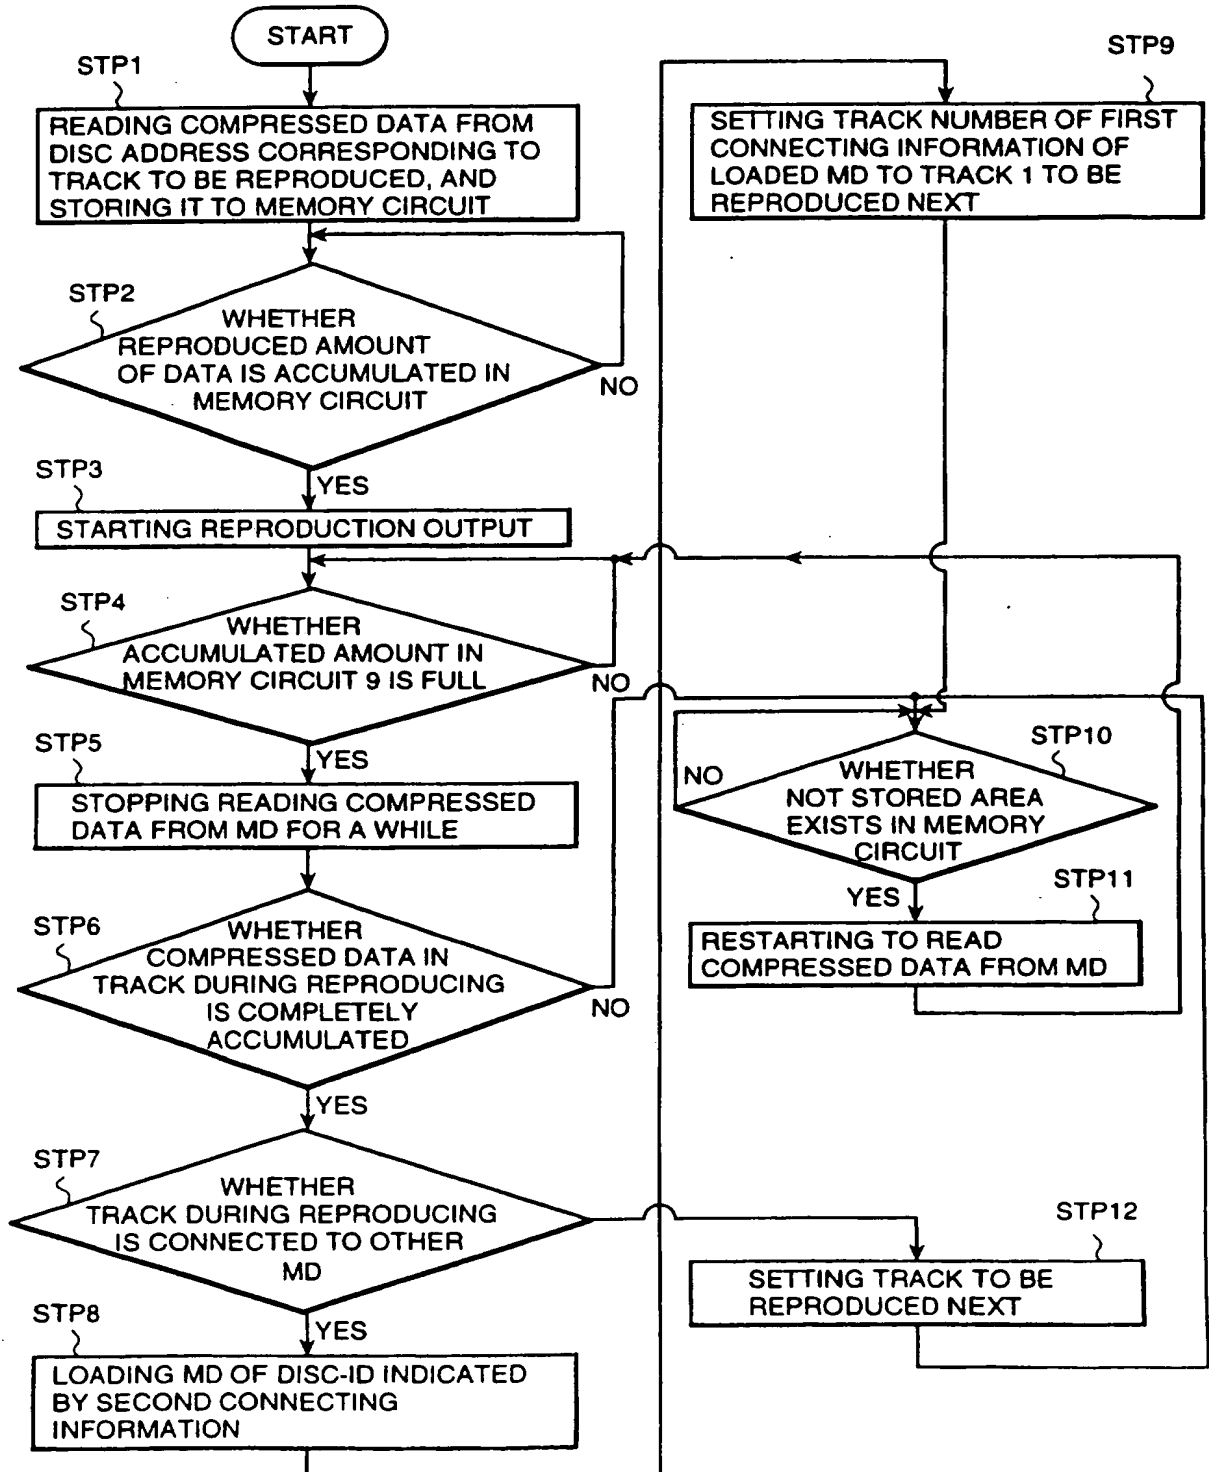 START
STP1
READING COMPRESSED DATA FROM
DISC ADDRESS CORRESPONDING TO
TRACK TO BE REPRODUCED, AND
STORING IT TO MEMORY CIRCUIT
STP2
WHETHER
REPRODUCED AMOUNT
OF DATA IS ACCUMULATED IN
MEMORY CIRCUIT
NO
YES
STP3
STARTING REPRODUCTION OUTPUT
STP4
WHETHER
ACCUMULATED AMOUNT IN
MEMORY CIRCUIT 9 IS FULL
NO
YES
STP5
STOPPING READING COMPRESSED
DATA FROM MD FOR A WHILE
STP6
WHETHER
COMPRESSED DATA IN
TRACK DURING REPRODUCING
IS COMPLETELY
ACCUMULATED
NO
YES
STP7
WHETHER
TRACK DURING REPRODUCING
IS CONNECTED TO OTHER
MD
YES
STP8
LOADING MD OF DISC-ID INDICATED
BY SECOND CONNECTING
INFORMATION
STP9
SETTING TRACK NUMBER OF FIRST
CONNECTING INFORMATION OF
LOADED MD TO TRACK 1 TO BE
REPRODUCED NEXT
STP10
NO
WHETHER
NOT STORED AREA
EXISTS IN MEMORY
CIRCUIT
YES
STP11
RESTARTING TO READ
COMPRESSED DATA FROM MD
STP12
SETTING TRACK TO BE
REPRODUCED NEXT